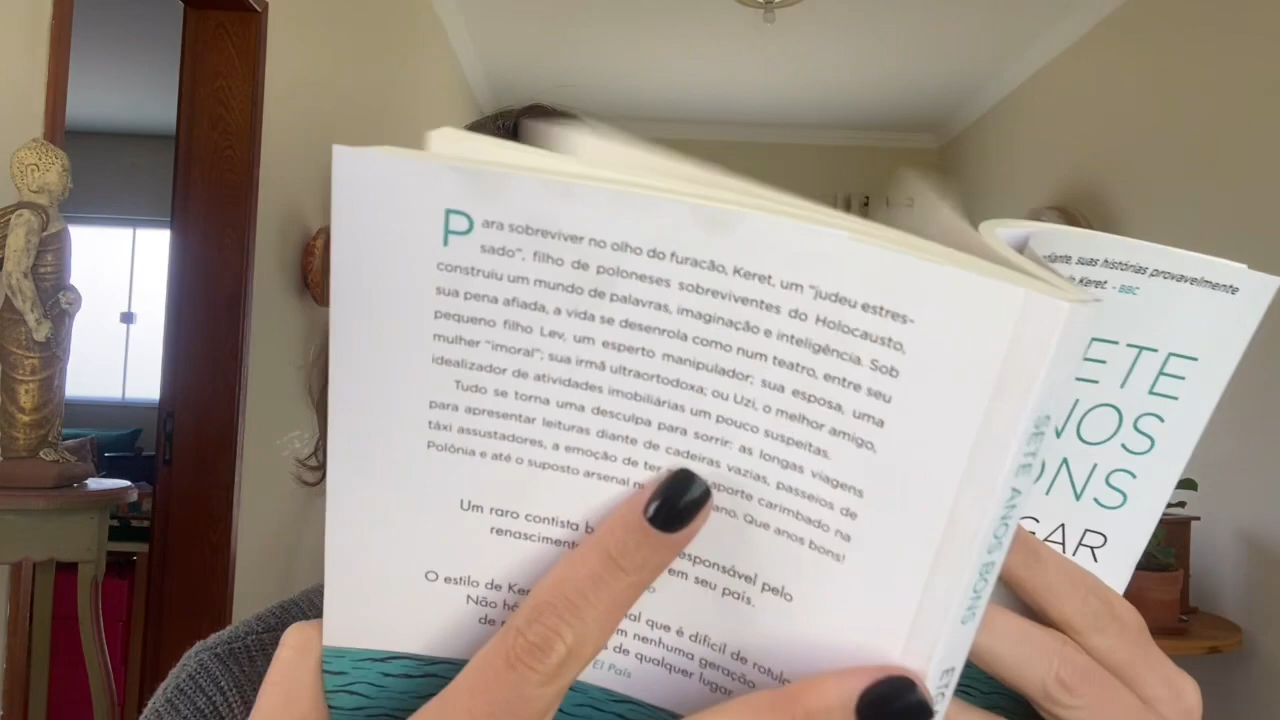 Para sobreviver no olho do furacão, Keret, um "judeu estres-
sado", filho de poloneses sobreviventes do Holocausto,
construiu um mundo de palavras, imaginação e inteligência. Sob
sua pena afiada, a vida se desenrola como num teatro, entre seu
pequeno filho Lev, um esperto manipulador; sua esposa, uma
mulher "imoral"; sua irmã ultraortodoxa; ou Uzi, o melhor amigo,
idealizador de atividades imobiliárias um pouco suspeitas.
Tudo se torna uma desculpa para sorrir: as longas viagens
para apresentar leituras diante de cadeiras vazias, passeios de
táxi assustadores, a emoção de ter aporte carimbado na
Polônia e até o suposto arsenal ano. Que anos bons!
Um raro contista esponsável pelo
renascimento em seu país.
O estilo de Ker al que é difícil de rotula
Não há m nenhuma geração
de de qualquer lugar
El País
SETE ANOS BONS
suas histórias provavelmente
Keret. - BBC
ETE
NOS
ONS
GAR